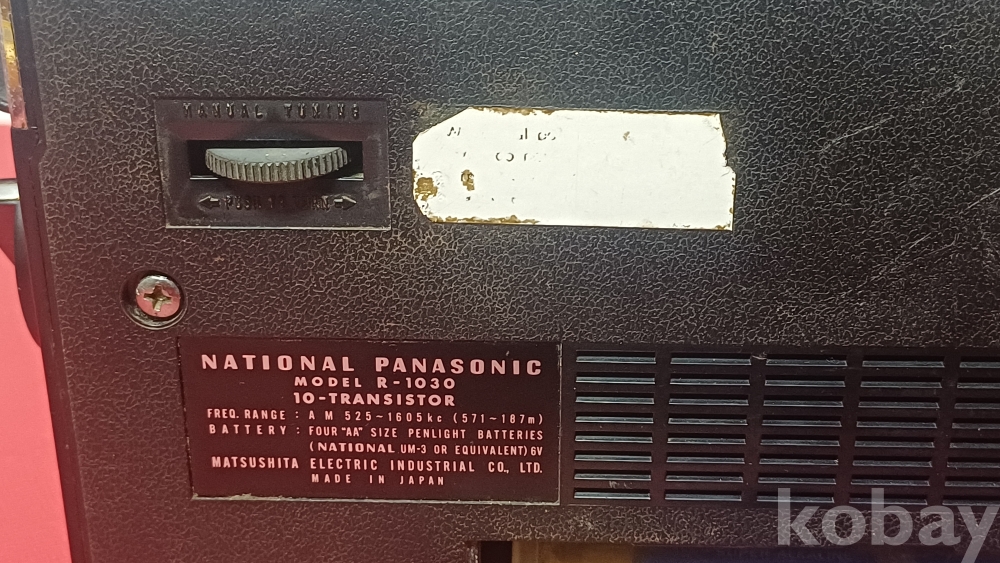 MANUAL TUNING
← PUSH & TURN →
NATIONAL PANASONIC
MODEL R-1030
10-TRANSISTOR
FREQ. RANGE : AM 525~1605kc (571~187m)
BATTERY : FOUR "AA" SIZE PENLIGHT BATTERIES
(NATIONAL UM-3 OR EQUIVALENT) 6V
MATSUSHITA ELECTRIC INDUSTRIAL CO., LTD.
MADE IN JAPAN
kobay